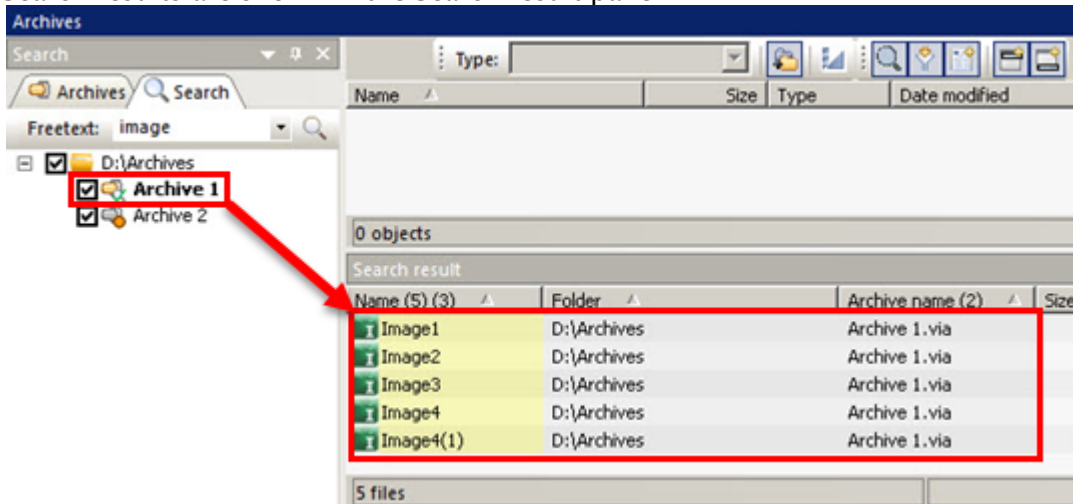 Archives
Search
Type:
Archives Search
Name Size Type Date modified
Freetext: image
D:\Archives
Archive 1
Archive 2
0 objects
Search result
Name (5) (3) Folder Archive name (2) Size
Image1 D:\Archives Archive 1.via
Image2 D:\Archives Archive 1.via
Image3 D:\Archives Archive 1.via
Image4 D:\Archives Archive 1.via
Image4(1) D:\Archives Archive 1.via
5 files